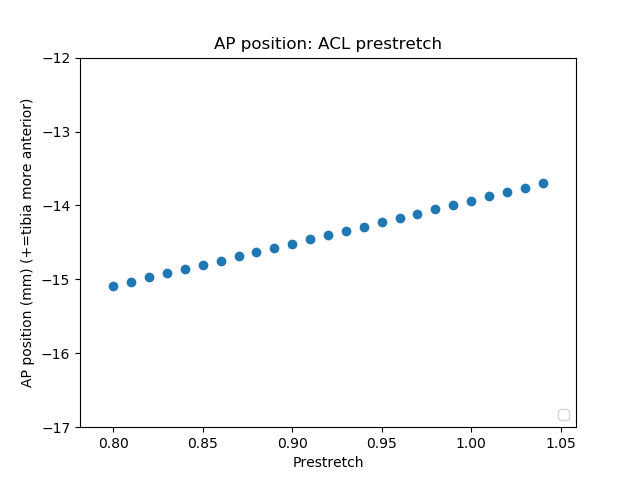 AP position: ACL prestretch
−12
−13
−14
−15
−16
−17
AP position (mm) (+=tibia more anterior)
0.80 0.85 0.90 0.95 1.00 1.05
Prestretch